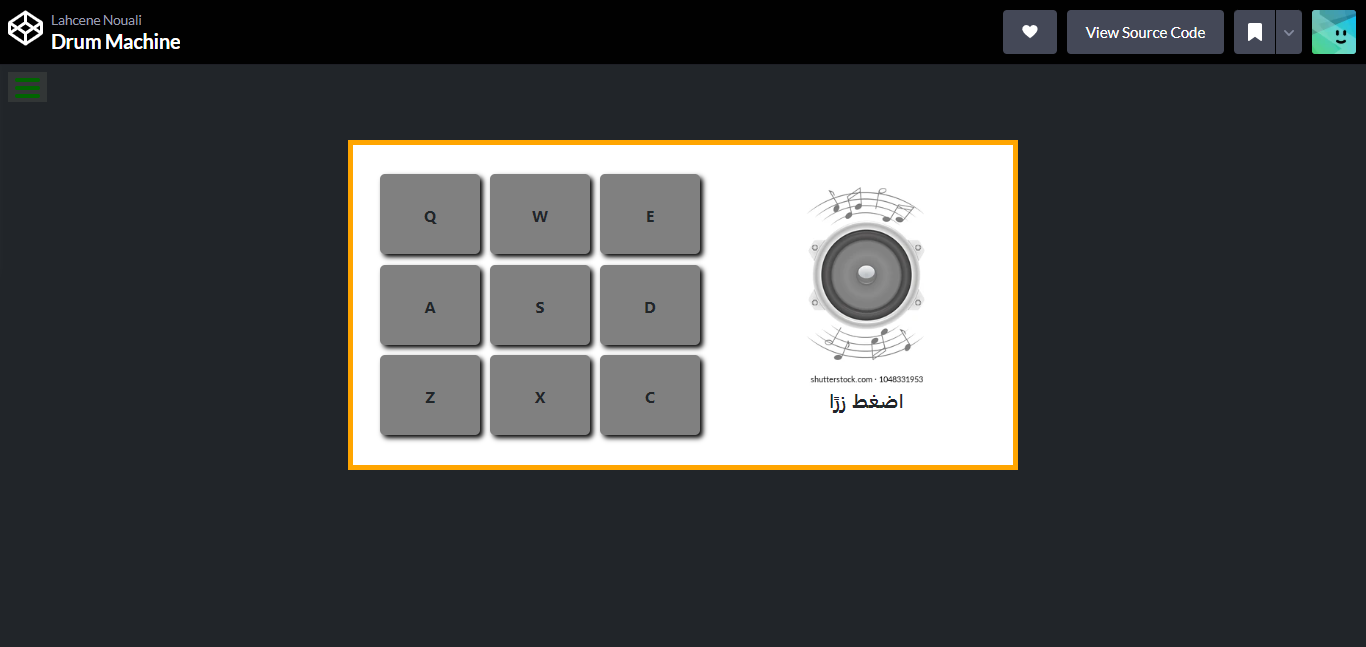 Lahcene Nouali
Drum Machine
View Source Code
Q W E
A S D
Z X C
shutterstock.com · 1048331953
اضغط زرًا